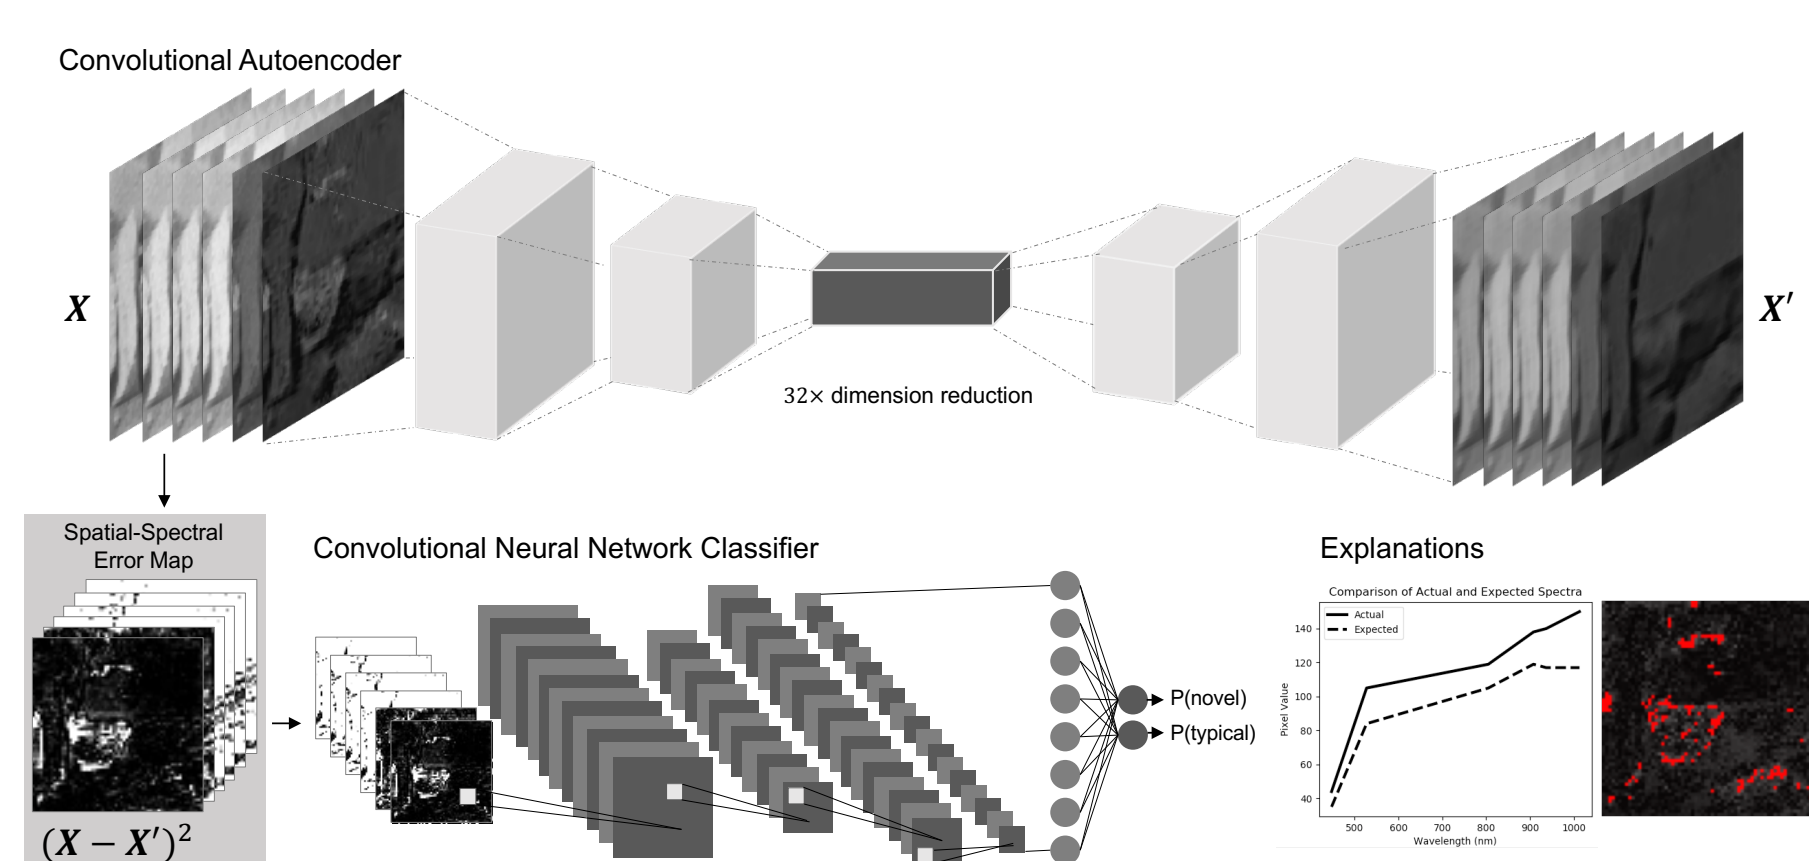 Convolutional Autoencoder
X
X′
32× dimension reduction
Spatial-Spectral
Error Map
(X − X′)²
Convolutional Neural Network Classifier
P(novel)
P(typical)
Explanations
Comparison of Actual and Expected Spectra
Actual
Expected
Pixel Value
140
120
100
80
60
40
500 600 700 800 900 1000
Wavelength (nm)